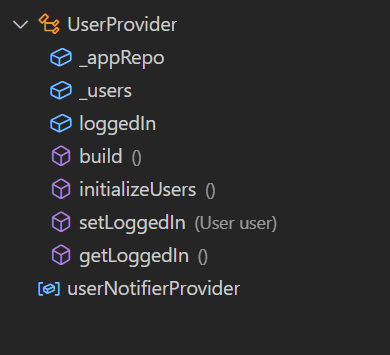 UserProvider
_appRepo
_users
loggedIn
build ()
initializeUsers ()
setLoggedIn (User user)
getLoggedIn ()
userNotifierProvider